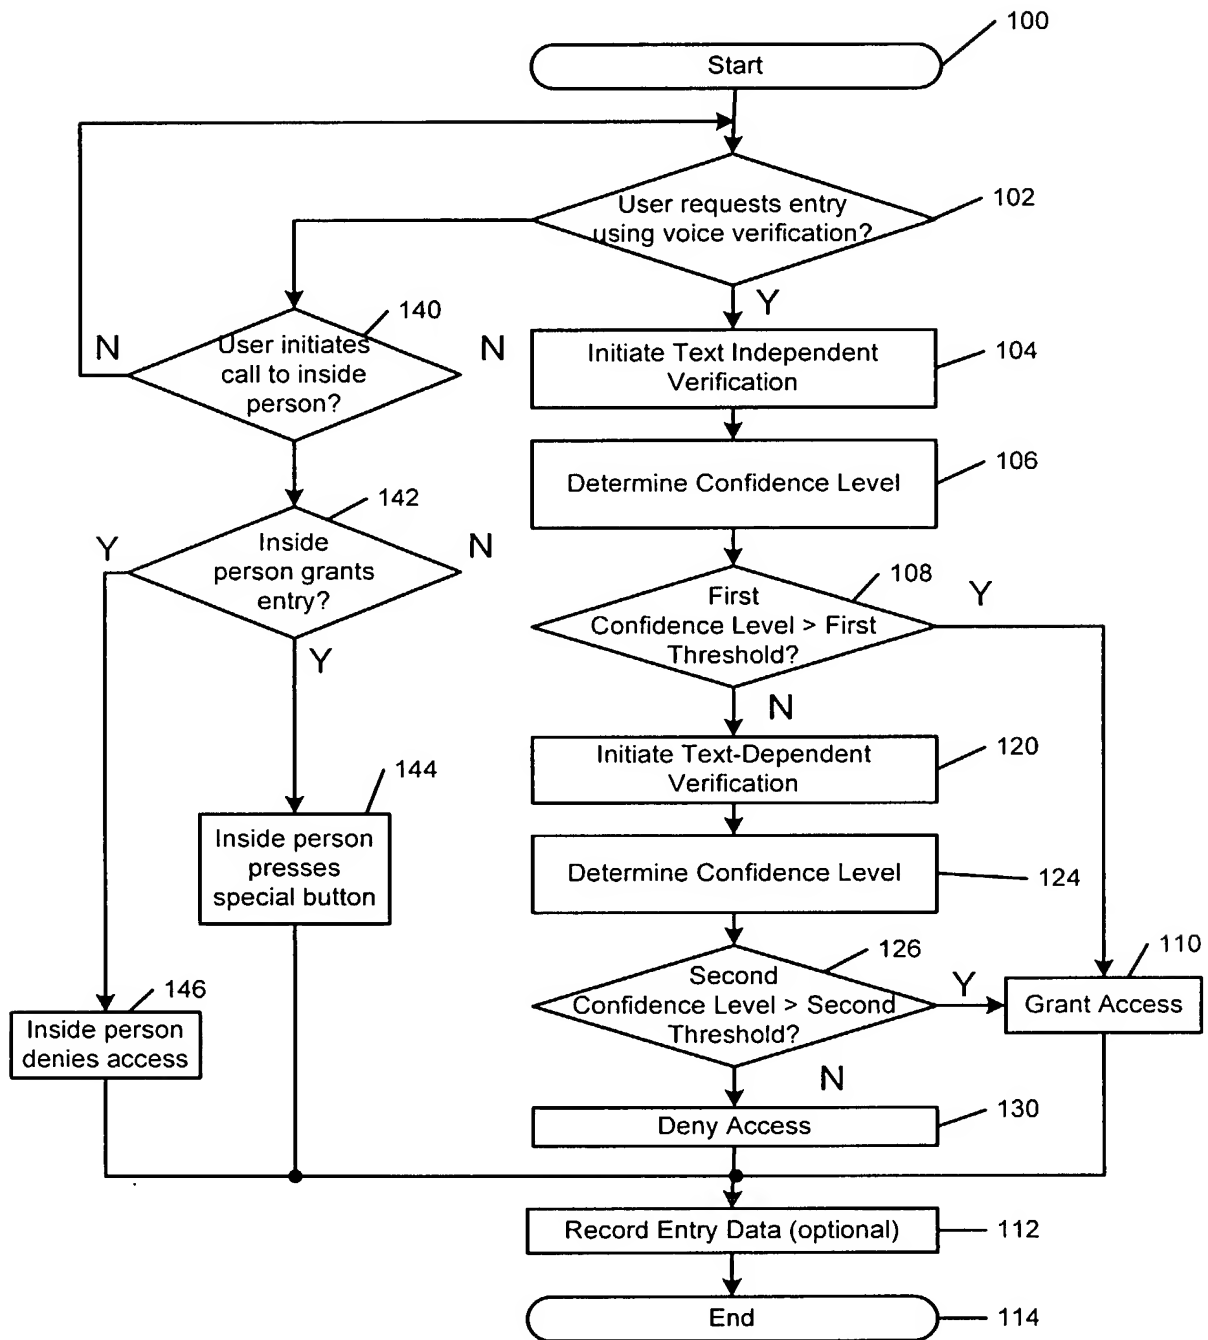 100
Start
User requests entry
using voice verification?
102
Y
140
N
User initiates
call to inside
person?
N
Initiate Text Independent
Verification
104
Determine Confidence Level
106
142
Y
Inside
person grants
entry?
N
Y
First
Confidence Level > First
Threshold?
108
Y
N
Initiate Text-Dependent
Verification
120
144
Inside person
presses
special button
Determine Confidence Level
124
Second
Confidence Level > Second
Threshold?
126
Y
110
Grant Access
146
Inside person
denies access
N
Deny Access
130
Record Entry Data (optional)
112
End
114